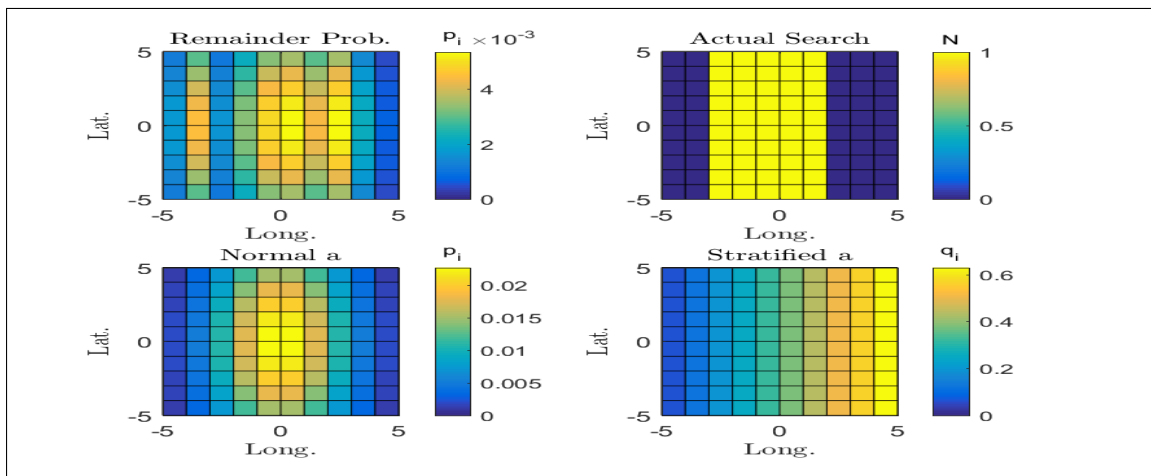 Remainder Prob.
p_i ×10^-3
5
0
-5
Lat.
-5 0 5
Long.
4
2
0
Actual Search
N
5
0
-5
Lat.
-5 0 5
Long.
1
0.5
0
Normal a
p_i
5
0
-5
Lat.
-5 0 5
Long.
0.02
0.015
0.01
0.005
0
Stratified a
q_i
5
0
-5
Lat.
-5 0 5
Long.
0.6
0.4
0.2
0